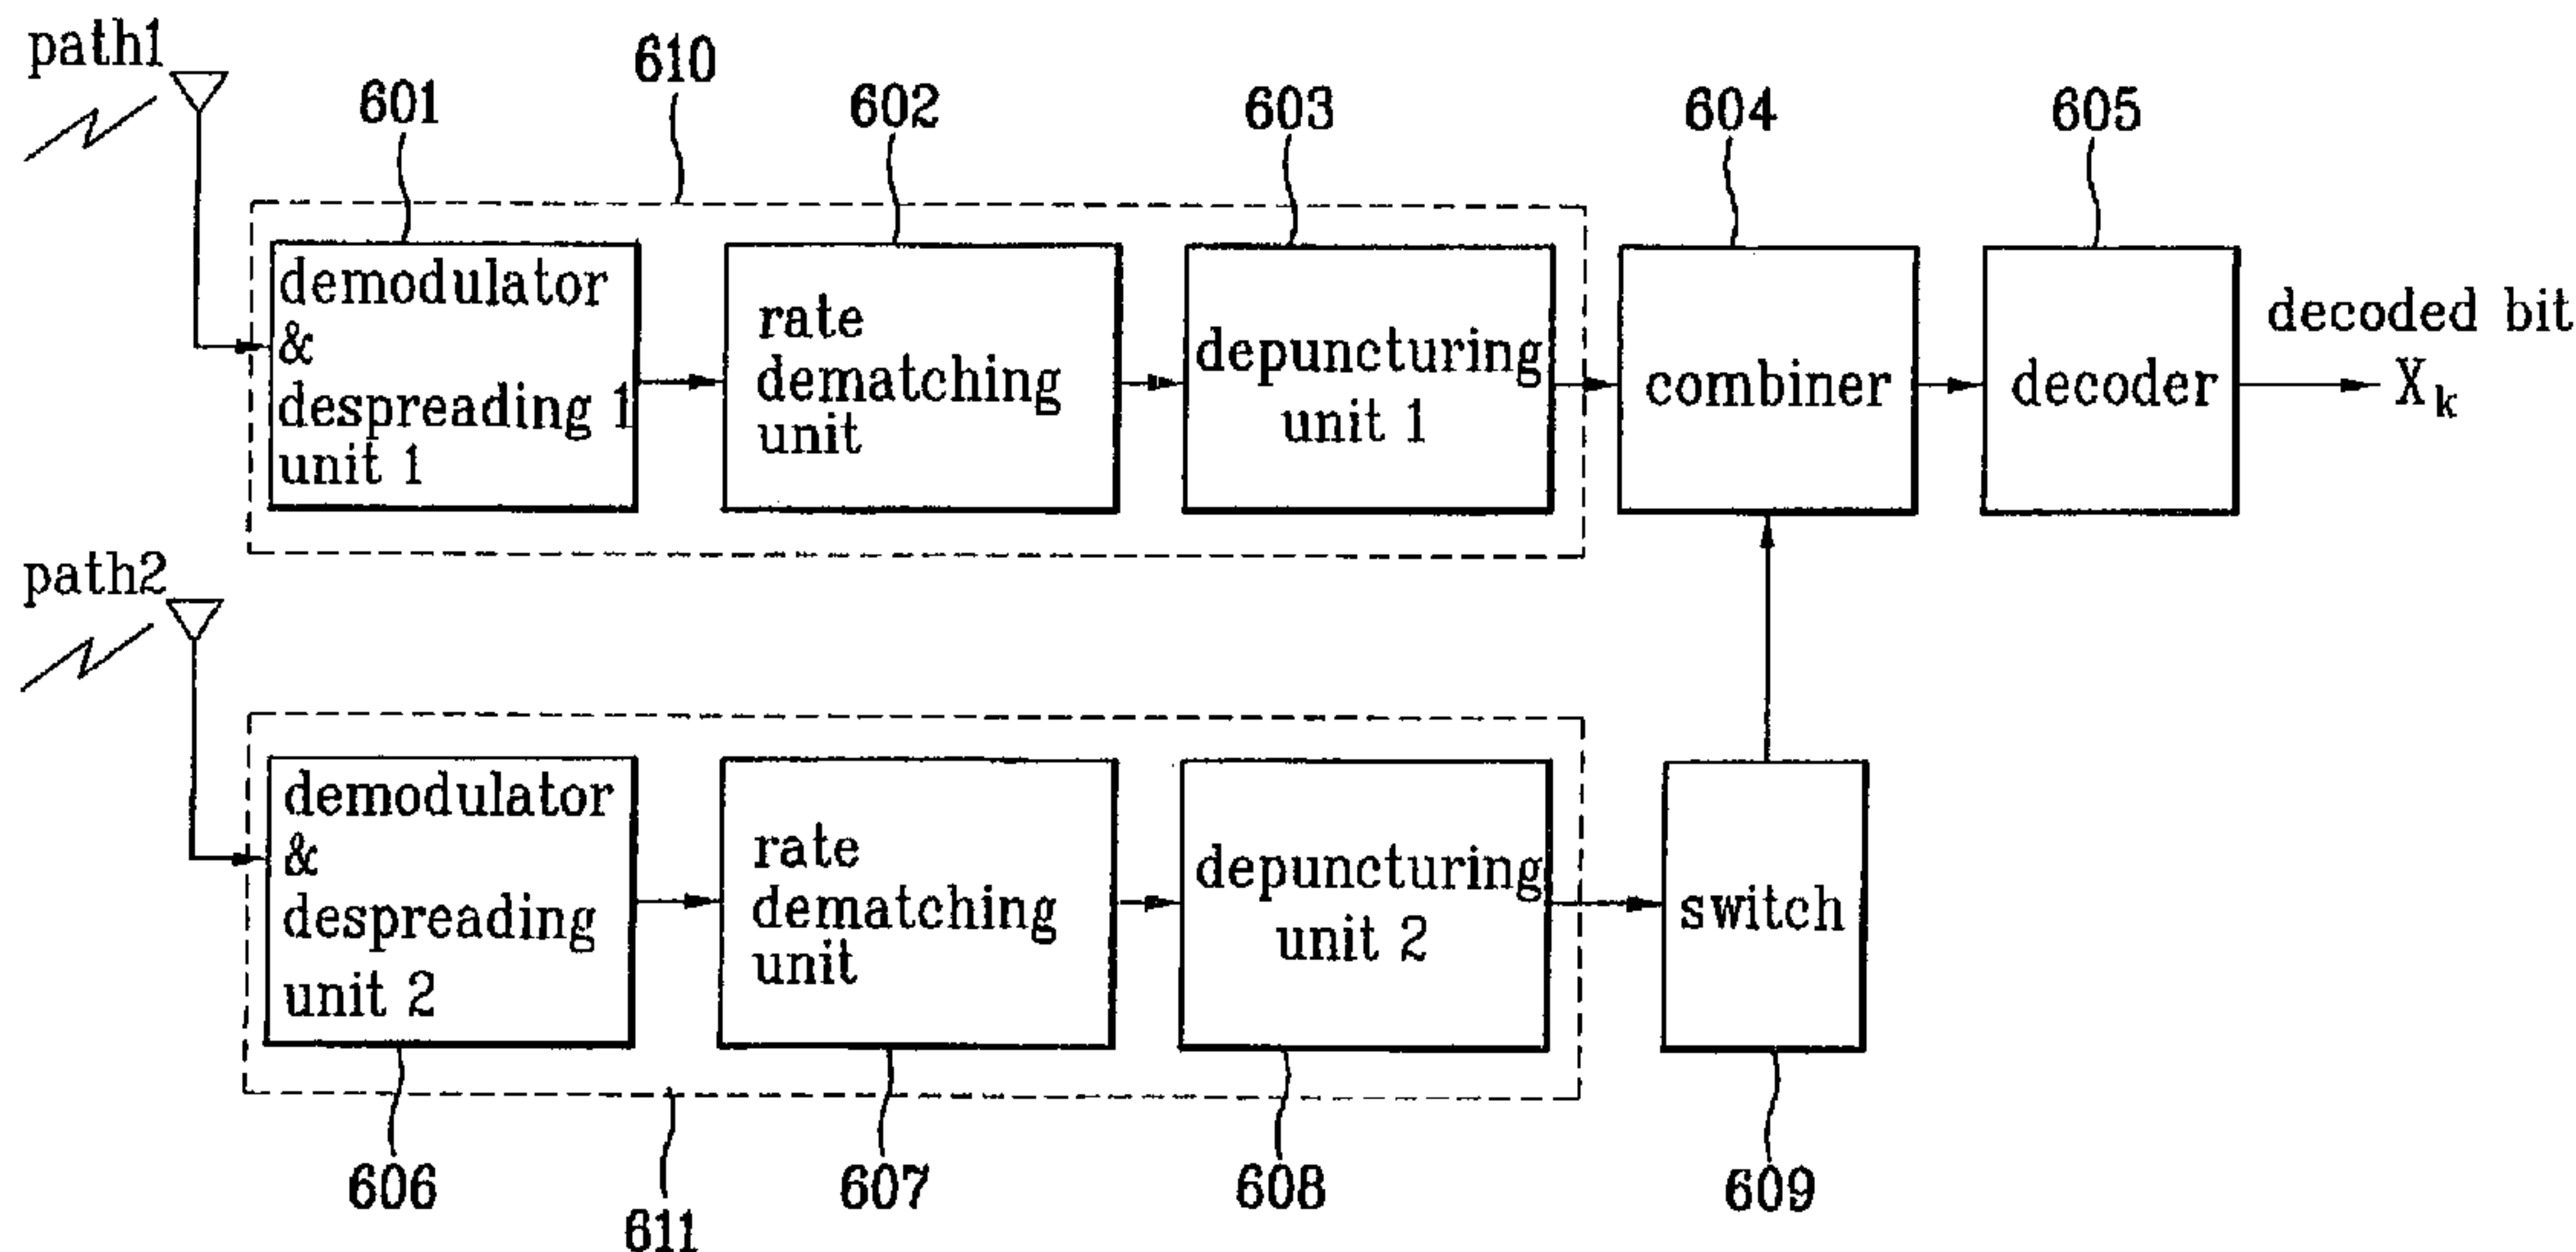 path1
610
601
602
603
604
605
demodulator
&
despreading 1
unit 1
rate
dematching
unit
depuncturing
unit 1
combiner
decoder
decoded bit
Xk
path2
demodulator
&
despreading
unit 2
rate
dematching
unit
depuncturing
unit 2
switch
606
607
608
609
611